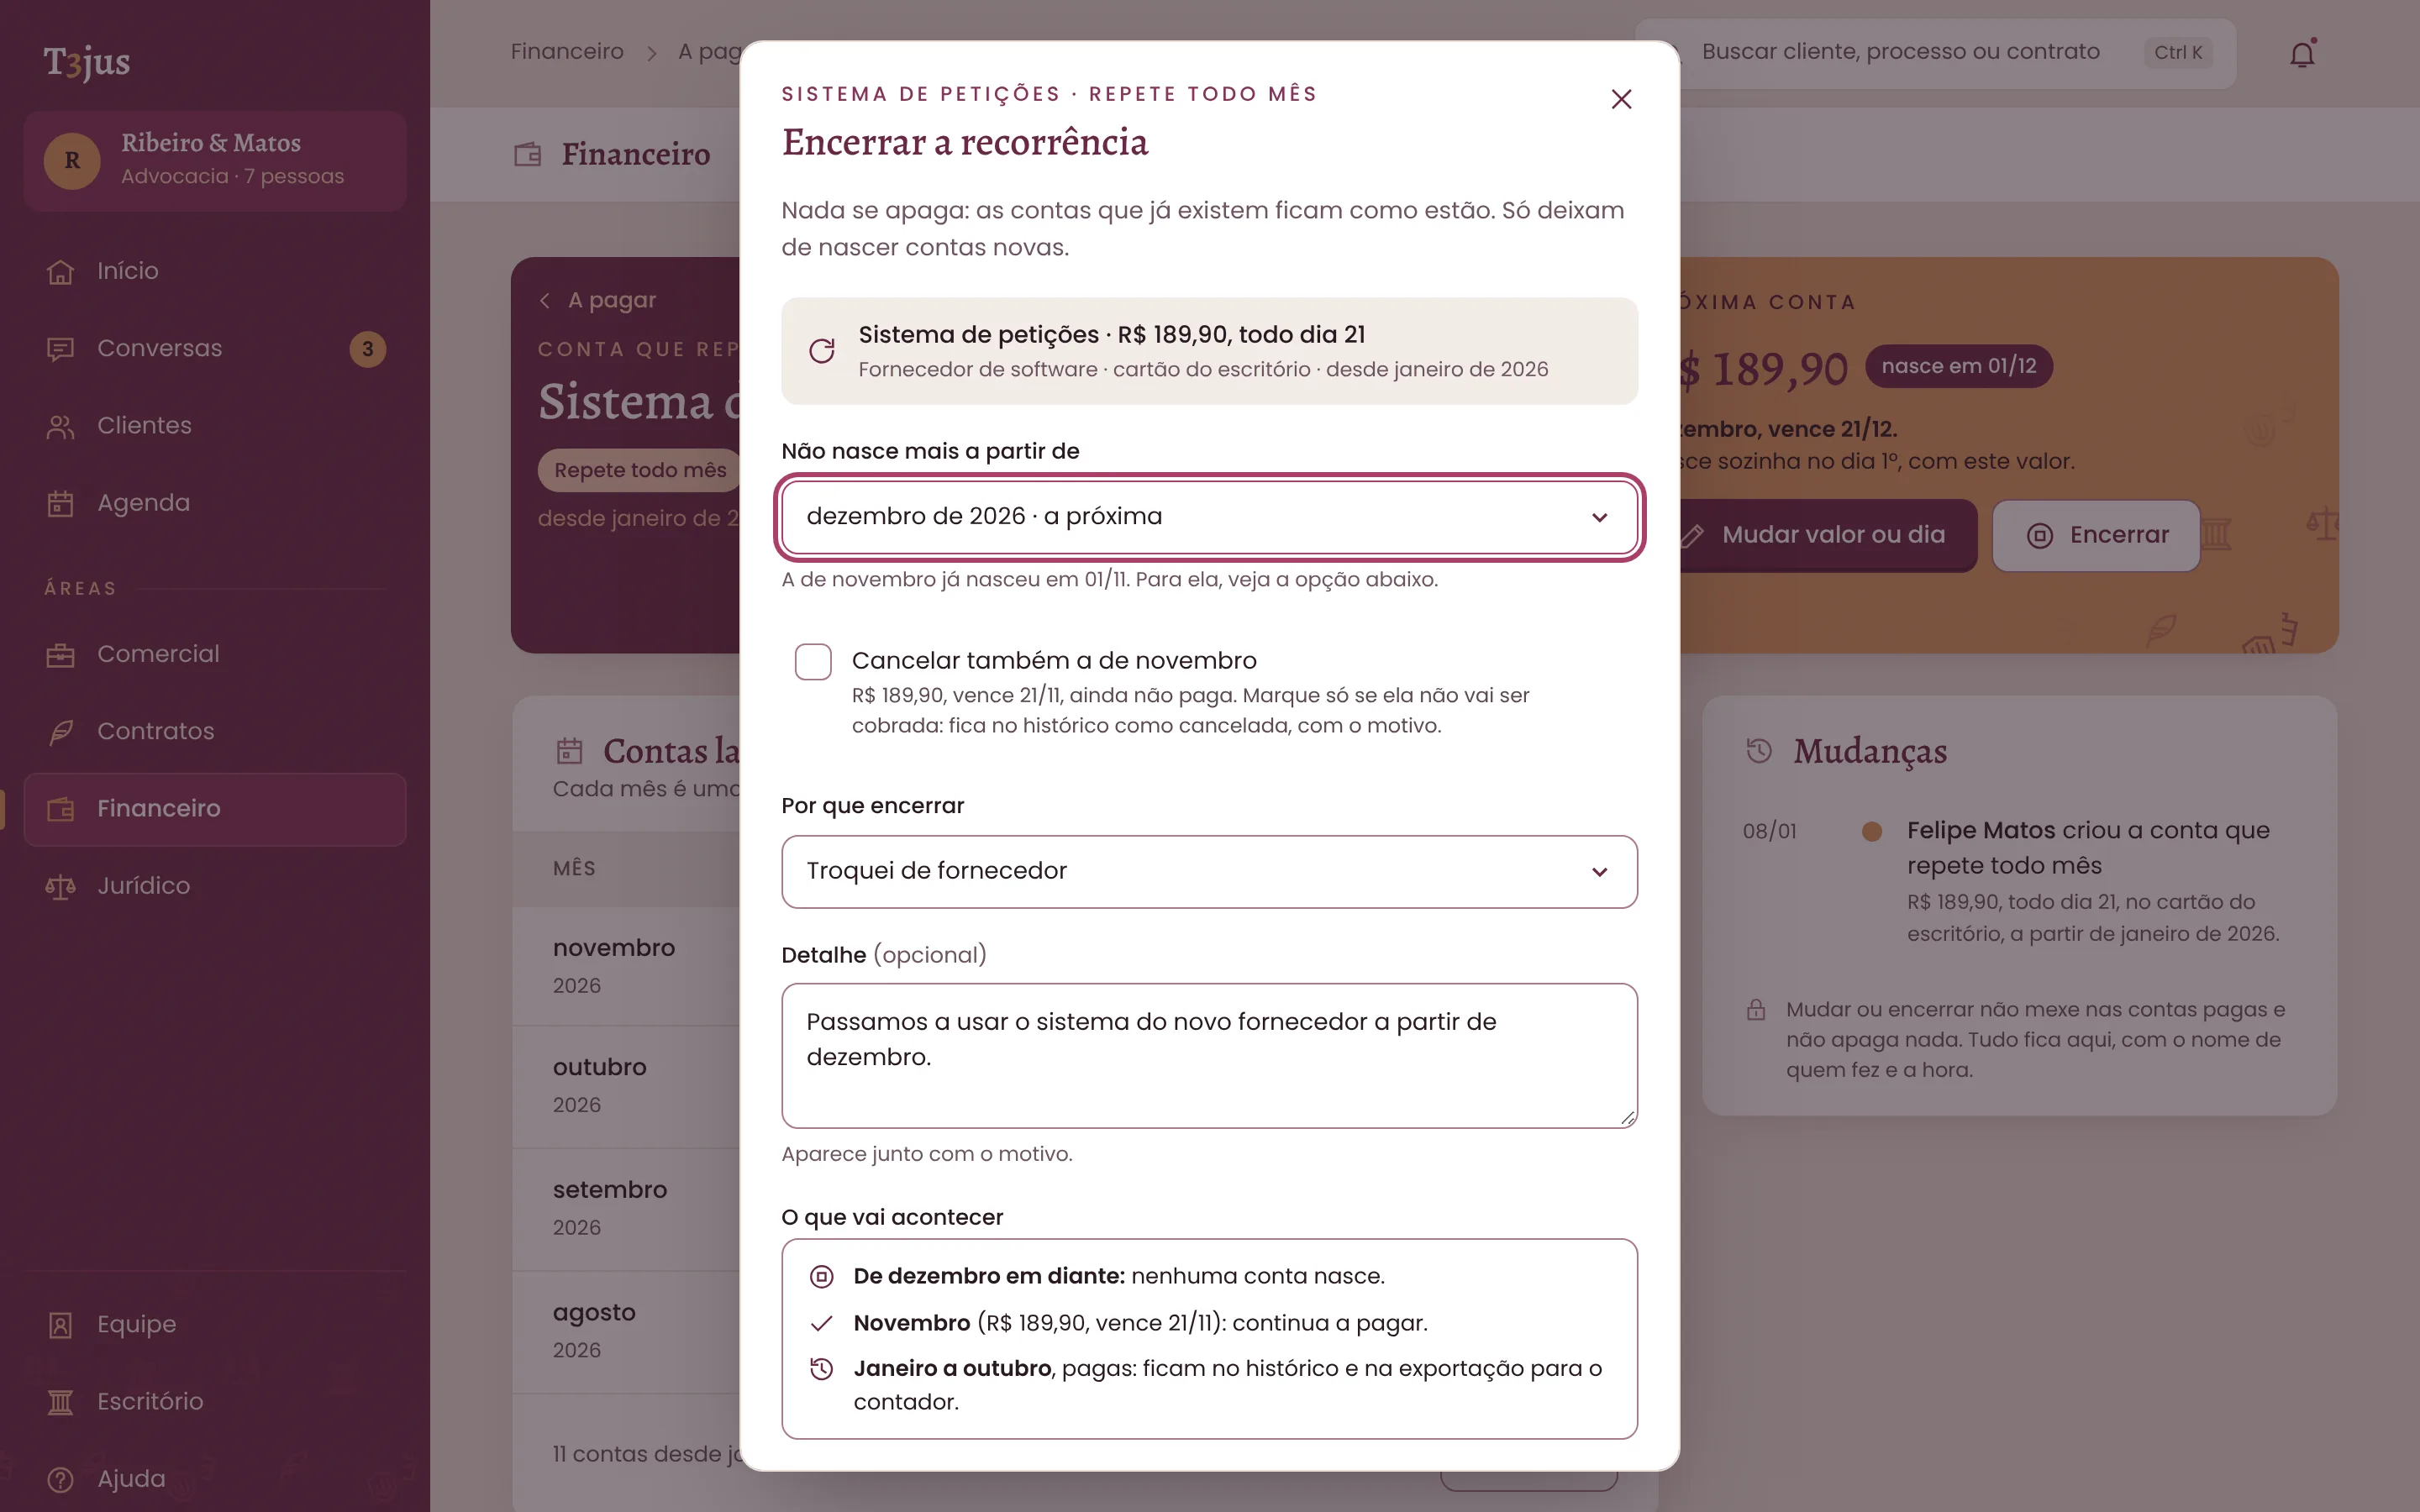 T3jus
Ribeiro & Matos
R
Advocacia · 7 pessoas
Início
Conversas
3
Clientes
Agenda
ÁREAS
Comercial
Contratos
Financeiro
Jurídico
Equipe
Escritório
Ajuda
Financeiro
Buscar cliente, processo ou contrato
Ctrl K
Financeiro
A pagar
CONTA QUE
Sistema
Repete todo mês
desde janeiro de
189,90
nasce em 01/12
CONTA
vence 21/12.
sozinha no dia 1º, com este valor.
Mudar valor ou dia
Encerrar
Contas
Cada mês é
MÊS
novembro
2026
outubro
2026
setembro
2026
agosto
2026
11 contas desde
Mudanças
08/01
Felipe Matos criou a conta que
repete todo mês
R$ 189,90, todo dia 21, no cartão do
escritório, a partir de janeiro de 2026.
Mudar ou encerrar não mexe nas contas pagas e
não apaga nada. Tudo fica aqui, com o nome de
quem fez e a hora.
SISTEMA DE PETIÇÕES · REPETE TODO MÊS
Encerrar a recorrência
Nada se apaga: as contas que já existem ficam como estão. Só deixam
de nascer contas novas.
Sistema de petições · R$ 189,90, todo dia 21
Fornecedor de software · cartão do escritório · desde janeiro de 2026
Não nasce mais a partir de
dezembro de 2026 · a próxima
A de novembro já nasceu em 01/11. Para ela, veja a opção abaixo.
Cancelar também a de novembro
R$ 189,90, vence 21/11, ainda não paga. Marque só se ela não vai ser
cobrada: fica no histórico como cancelada, com o motivo.
Por que encerrar
Troquei de fornecedor
Detalhe (opcional)
Passamos a usar o sistema do novo fornecedor a partir de
dezembro.
Aparece junto com o motivo.
O que vai acontecer
De dezembro em diante: nenhuma conta nasce.
Novembro (R$ 189,90, vence 21/11): continua a pagar.
Janeiro a outubro, pagas: ficam no histórico e na exportação para o
contador.